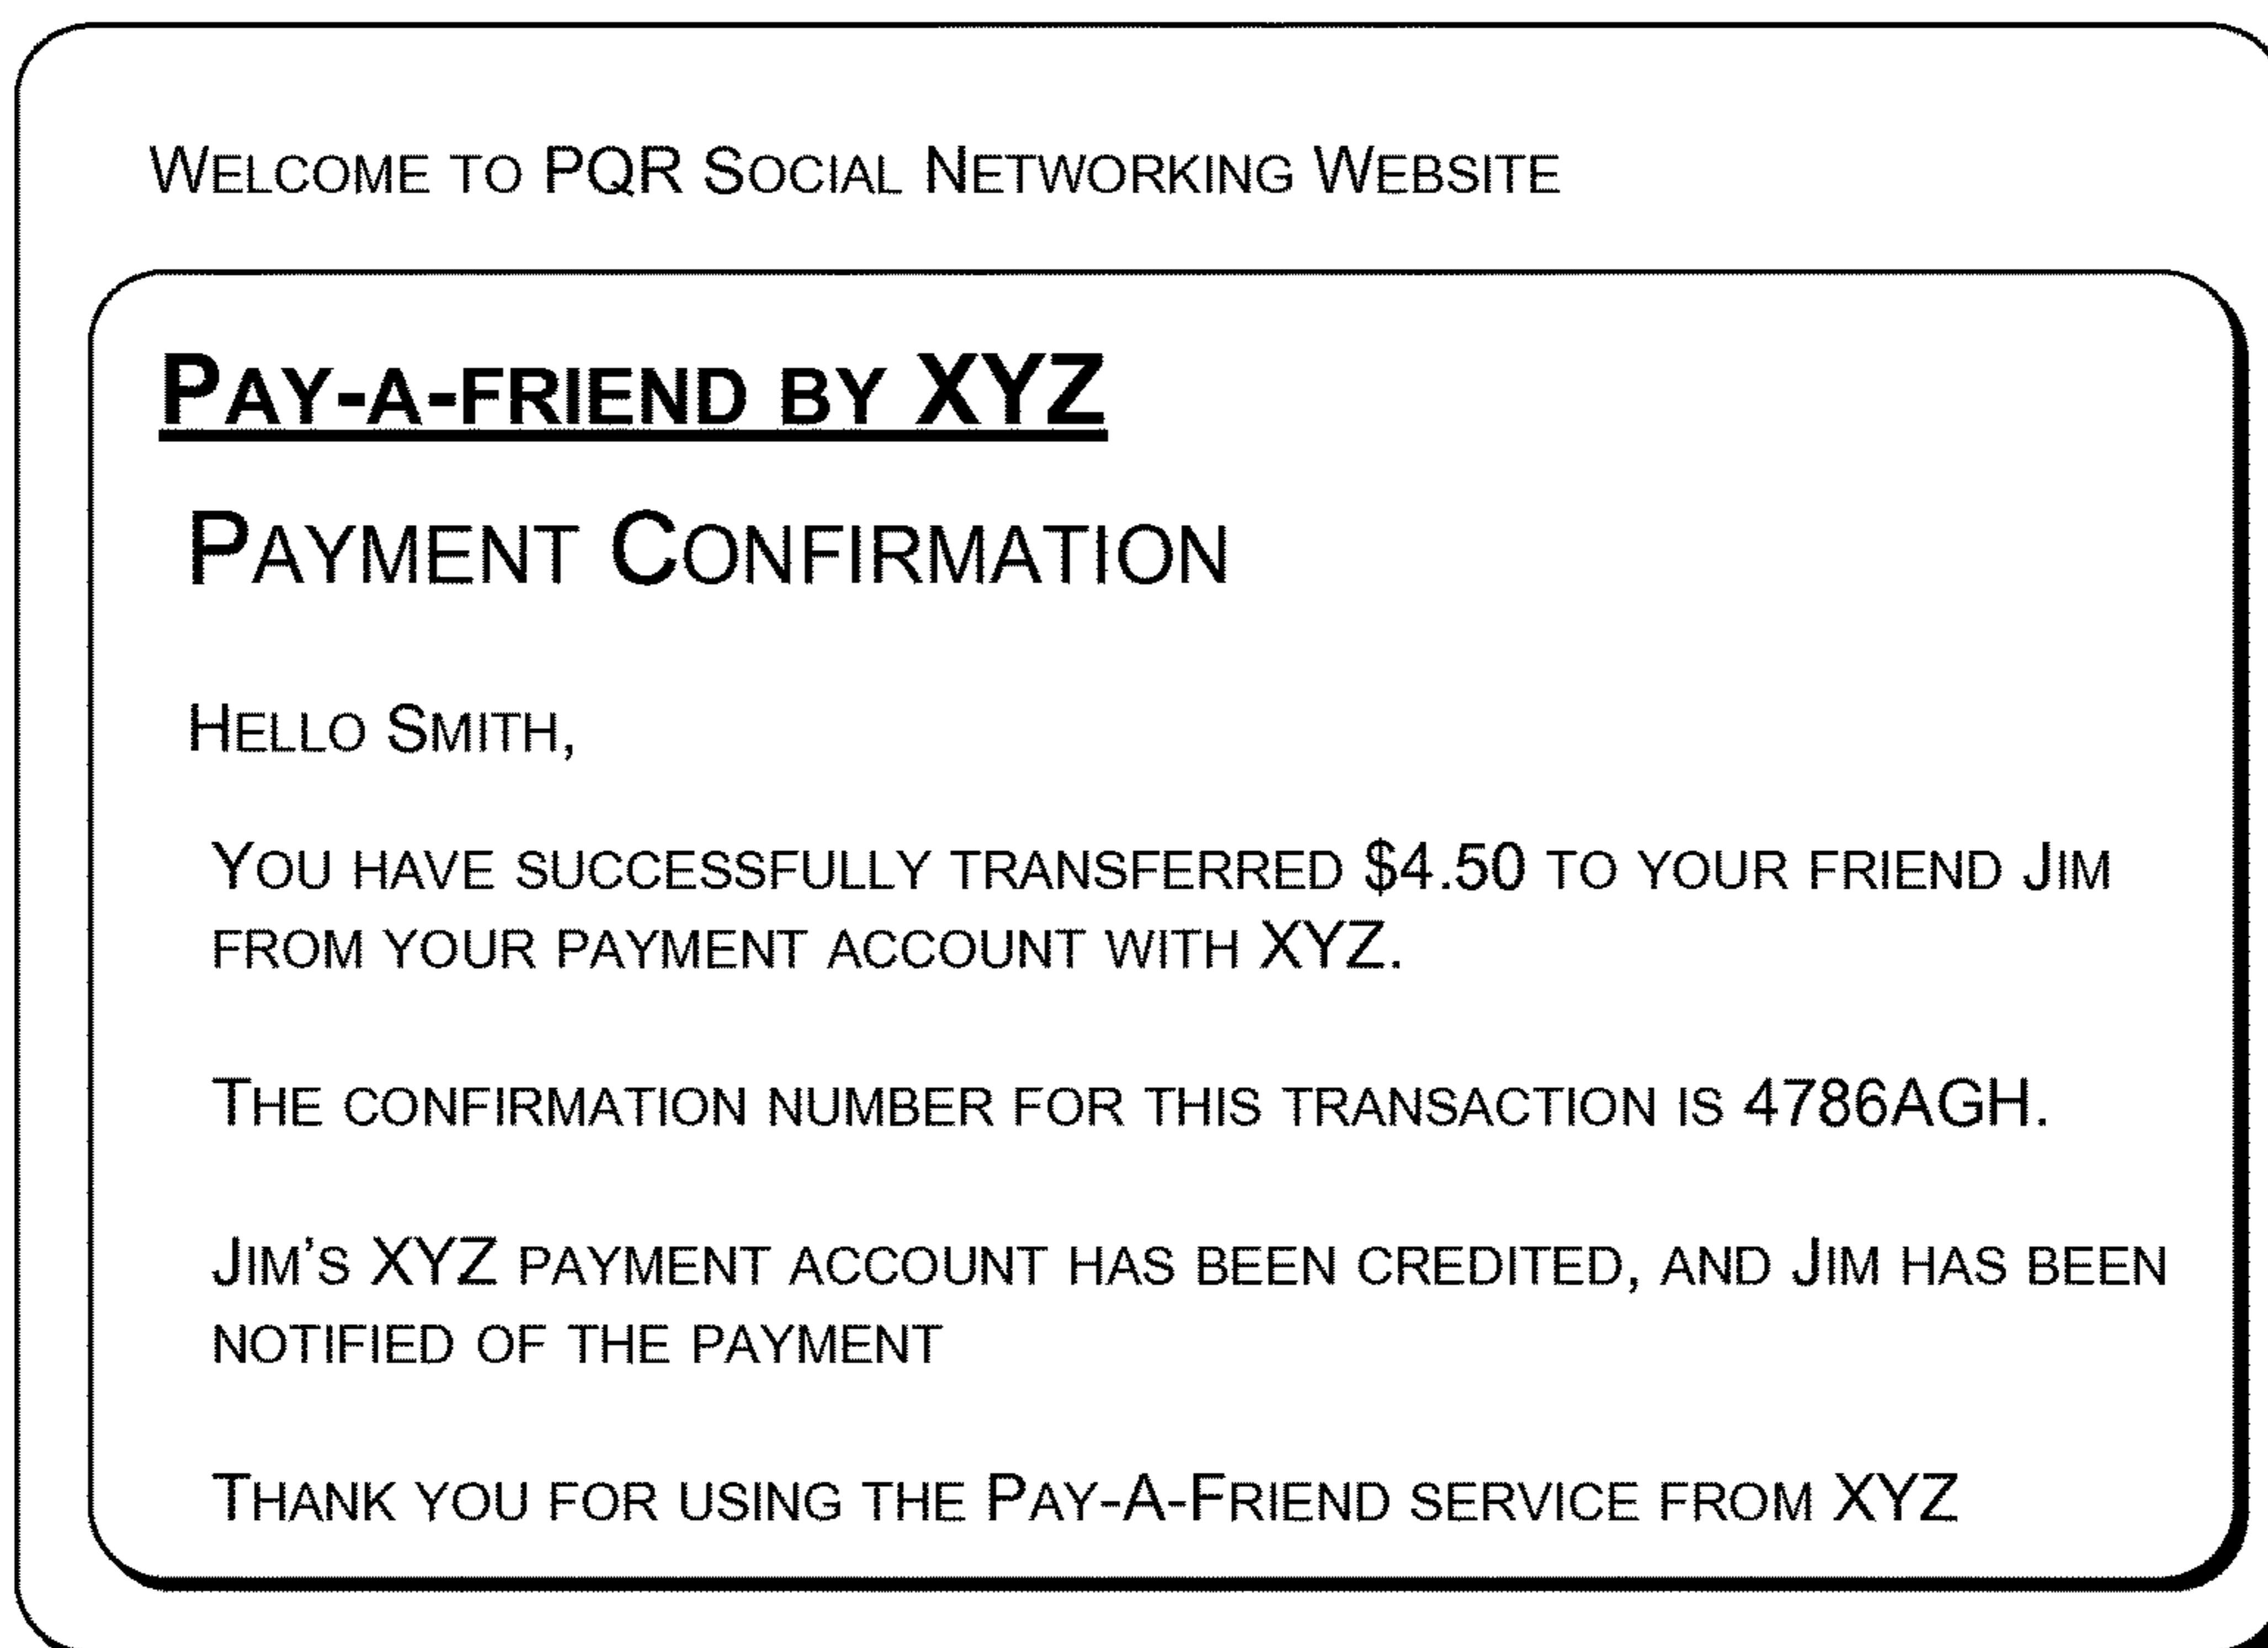 Welcome to PQR Social Networking Website
Pay-a-friend by XYZ
Payment Confirmation
Hello Smith,
You have successfully transferred $4.50 to your friend Jim
from your payment account with XYZ.
The confirmation number for this transaction is 4786AGH.
Jim's XYZ payment account has been credited, and Jim has been
notified of the payment
Thank you for using the Pay-A-Friend service from XYZ